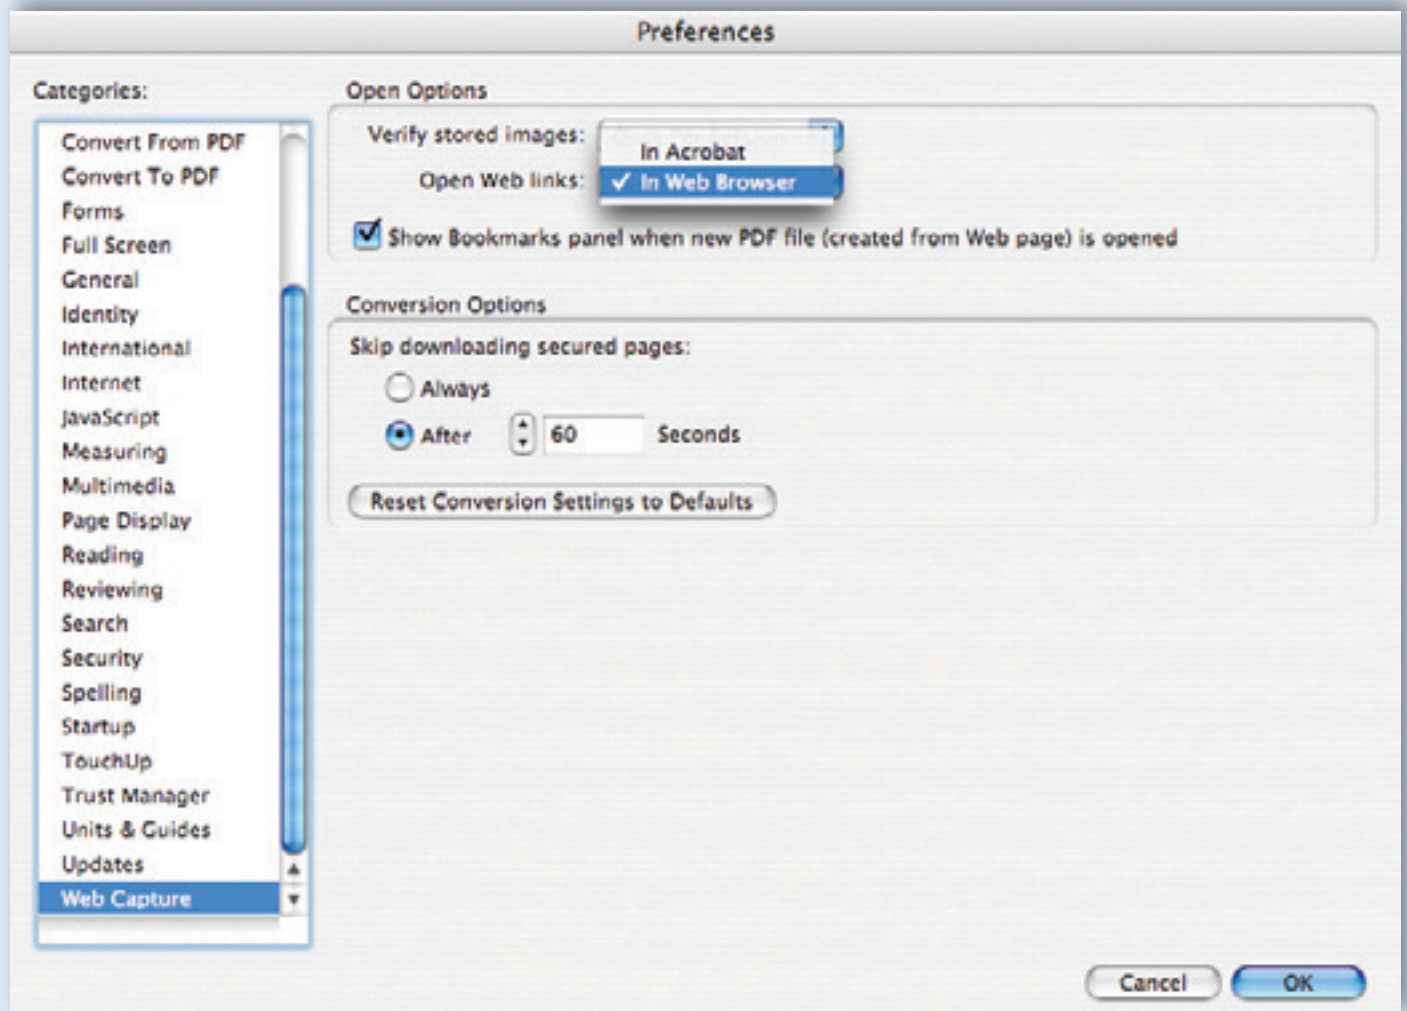 Preferences
Categories:
Convert From PDF
Convert To PDF
Forms
Full Screen
General
Identity
International
Internet
JavaScript
Measuring
Multimedia
Page Display
Reading
Reviewing
Search
Security
Spelling
Startup
TouchUp
Trust Manager
Units & Guides
Updates
Web Capture
Open Options
Verify stored images:
In Acrobat
Open Web links: ✓ In Web Browser
Show Bookmarks panel when new PDF file (created from Web page) is opened
Conversion Options
Skip downloading secured pages:
Always
After 60 Seconds
Reset Conversion Settings to Defaults
Cancel OK